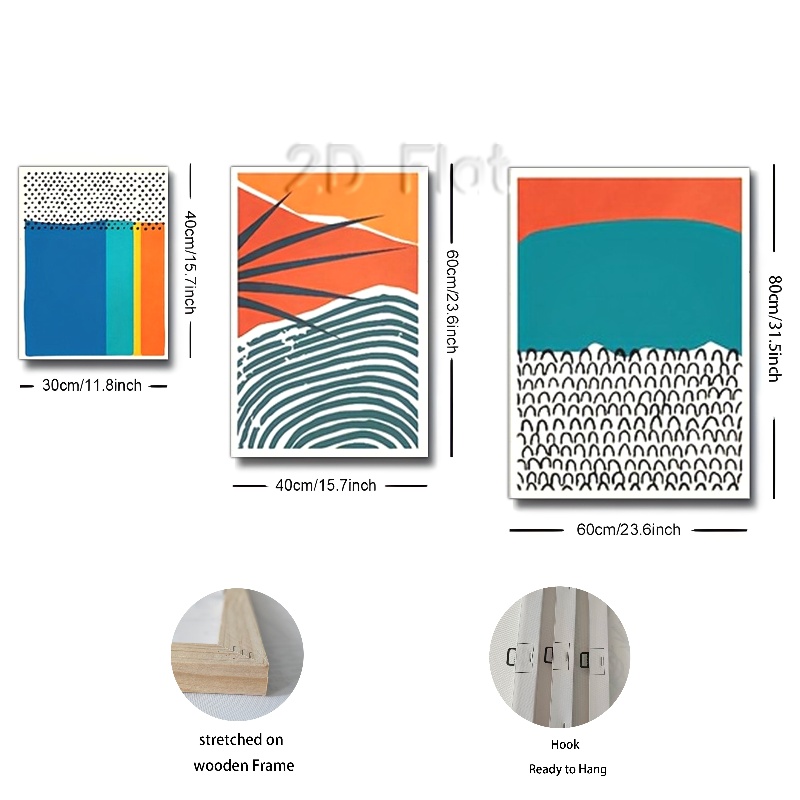 2D Flat
40cm/15.7inch
30cm/11.8inch
60cm/23.6inch
40cm/15.7inch
80cm/31.5inch
60cm/23.6inch
stretched on
wooden Frame
Hook
Ready to Hang